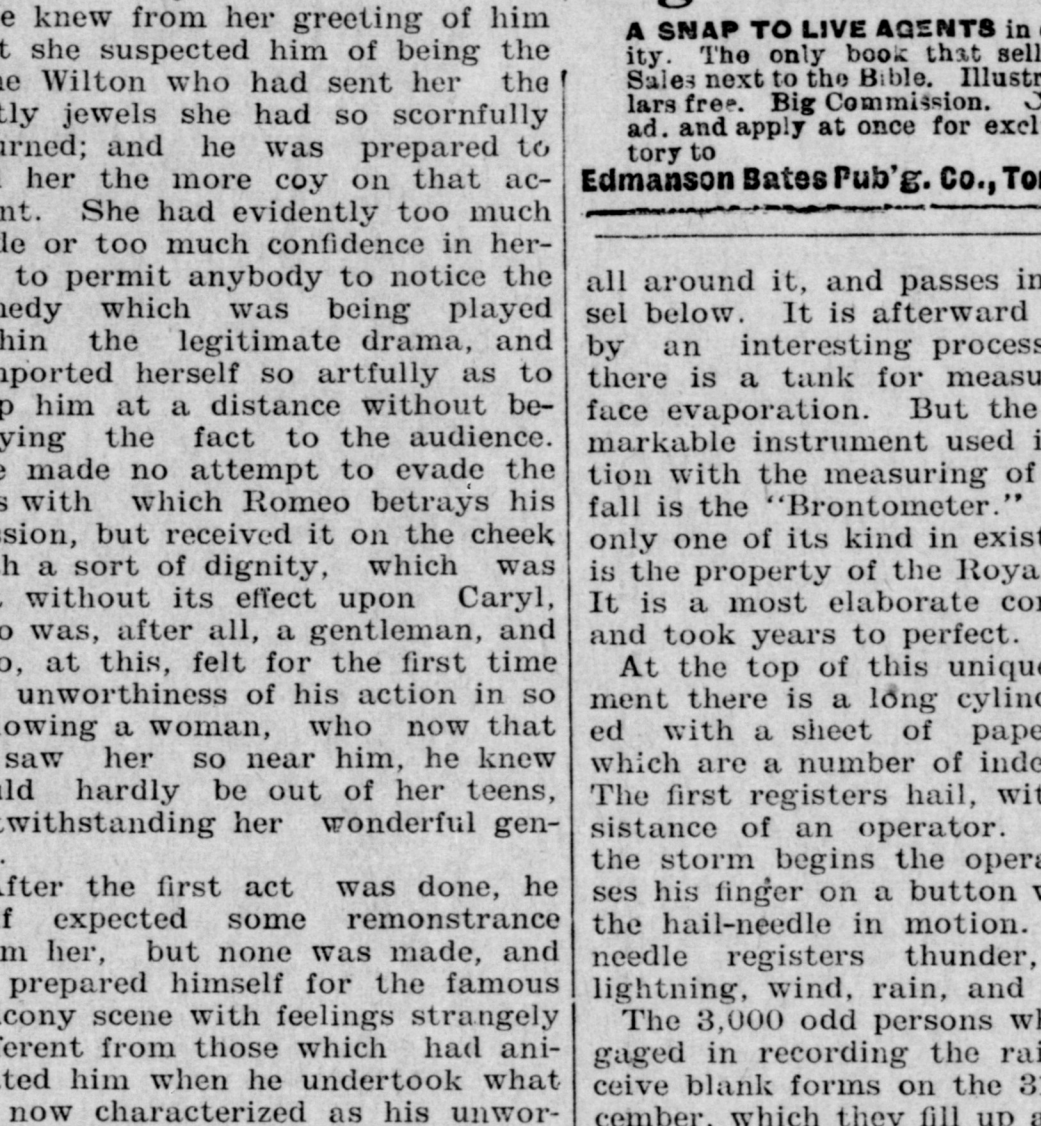 e knew from her greeting of him
t she suspected him of being the
ne Wilton who had sent her the
tly jewels she had so scornfully
urned; and he was prepared to
her the more coy on that ac-
nt. She had evidently too much
de or too much confidence in her-
to permit anybody to notice the
nedy which was being played
hin the legitimate drama, and
nported herself so artfully as to
p him at a distance without be-
ying the fact to the audience.
e made no attempt to evade the
s with which Romeo betrays his
ssion, but received it on the cheek
h a sort of dignity, which was
without its effect upon Caryl,
o was, after all, a gentleman, and
o, at this, felt for the first time
unworthiness of his action in so
lowing a woman, who now that
saw her so near him, he knew
ld hardly be out of her teens,
twithstanding her wonderful gen-
.
After the first act was done, he
f expected some remonstrance
m her, but none was made, and
prepared himself for the famous
cony scene with feelings strangely
ferent from those which had ani-
ted him when he undertook what
now characterized as his unwor-
A SNAP TO LIVE AGENTS in
ity. The only book that sell
Sales next to the Bible. Illustr
lars free. Big Commission.
ad. and apply at once for excl
tory to
Edmanson Bates Pub'g. Co., Tor
all around it, and passes in
sel below. It is afterward
by an interesting process
there is a tank for measu
face evaporation. But the
markable instrument used i
tion with the measuring of
fall is the "Brontometer."
only one of its kind in exist
is the property of the Roya
It is a most elaborate con
and took years to perfect.
At the top of this unique
ment there is a long cylind
ed with a sheet of pape
which are a number of inde
The first registers hail, wit
sistance of an operator.
the storm begins the opera
ses his finger on a button w
the hail-needle in motion.
needle registers thunder,
lightning, wind, rain, and
The 3,000 odd persons wh
gaged in recording the rai
ceive blank forms on the 3
cember, which they fill up a